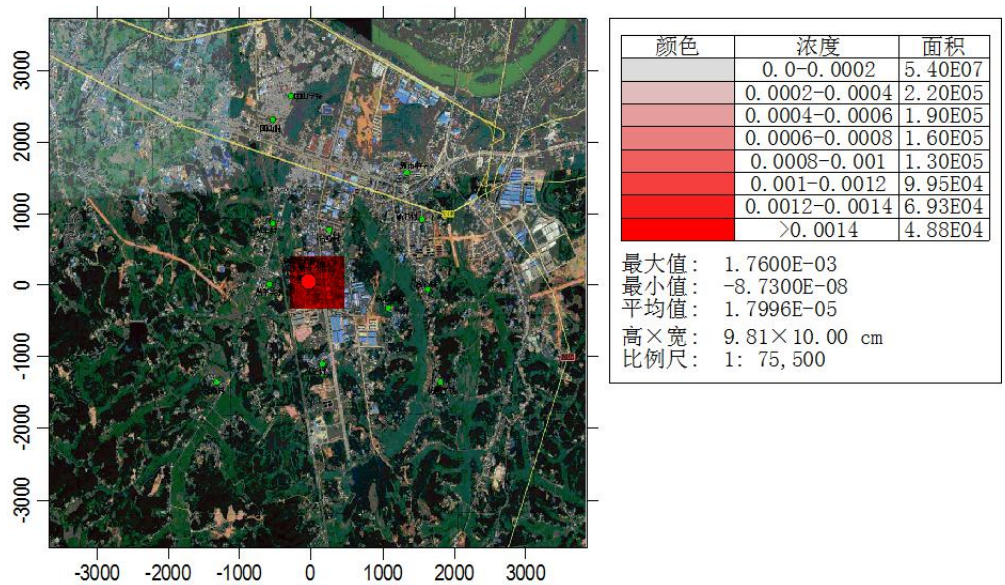 3000
2000
1000
0
-1000
-2000
-3000
-3000 -2000 -1000 0 1000 2000 3000
颜色 浓度 面积
0.0-0.0002 5.40E07
0.0002-0.0004 2.20E05
0.0004-0.0006 1.90E05
0.0006-0.0008 1.60E05
0.0008-0.001 1.30E05
0.001-0.0012 9.95E04
0.0012-0.0014 6.93E04
>0.0014 4.88E04
最大值: 1.7600E-03
最小值: -8.7300E-08
平均值: 1.7996E-05
高×宽: 9.81×10.00 cm
比例尺: 1: 75,500